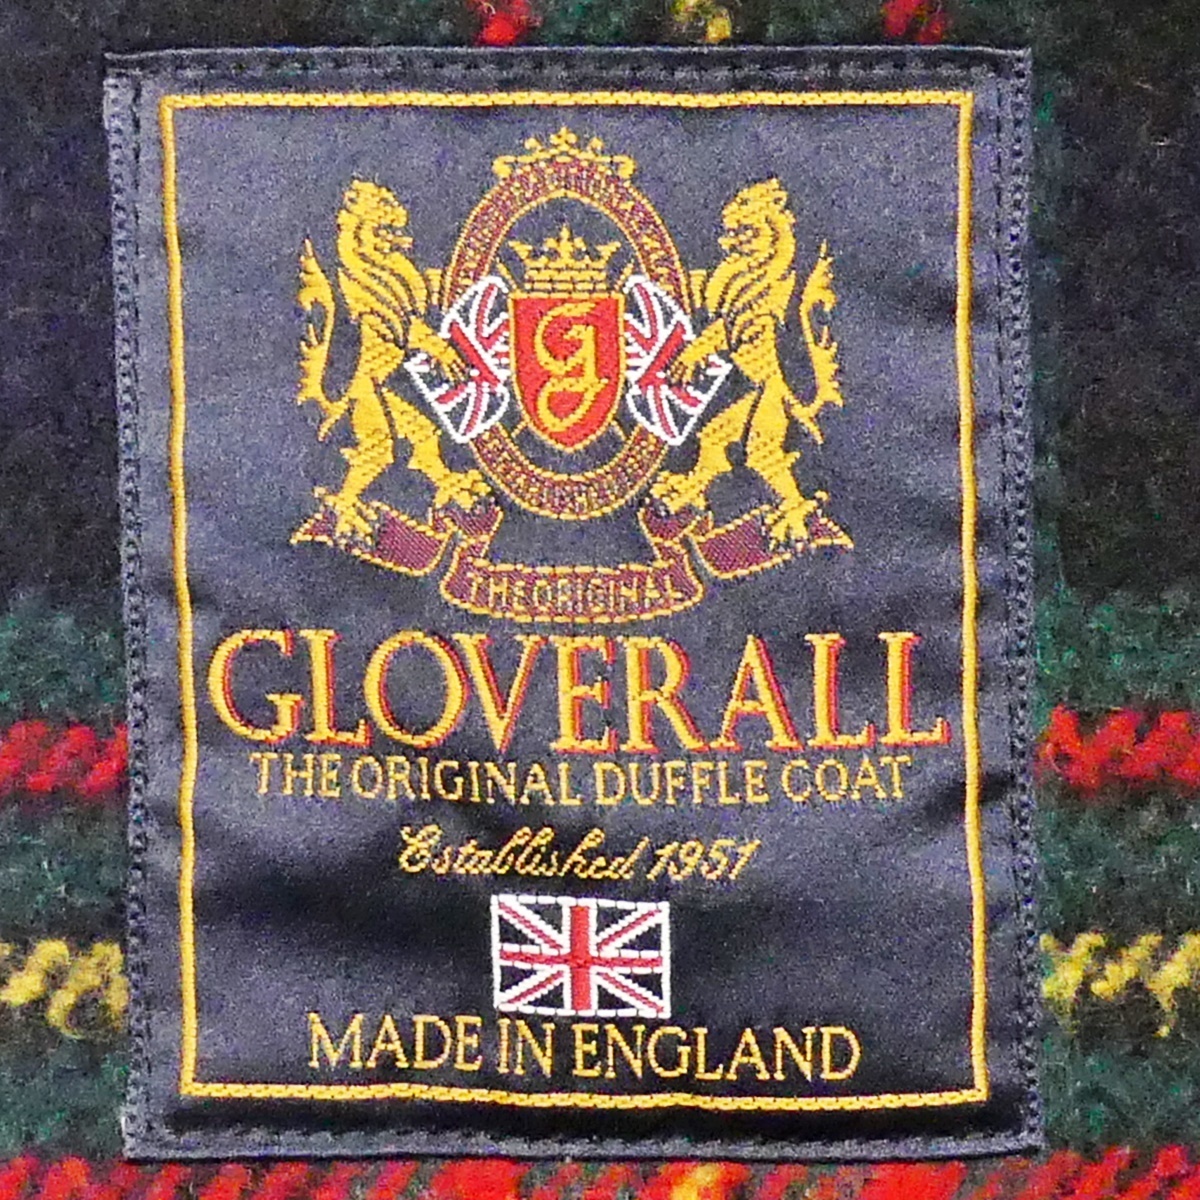 g
THE ORIGINAL
GLOVERALL
THE ORIGINAL DUFFLE COAT
Established 1951
MADE IN ENGLAND